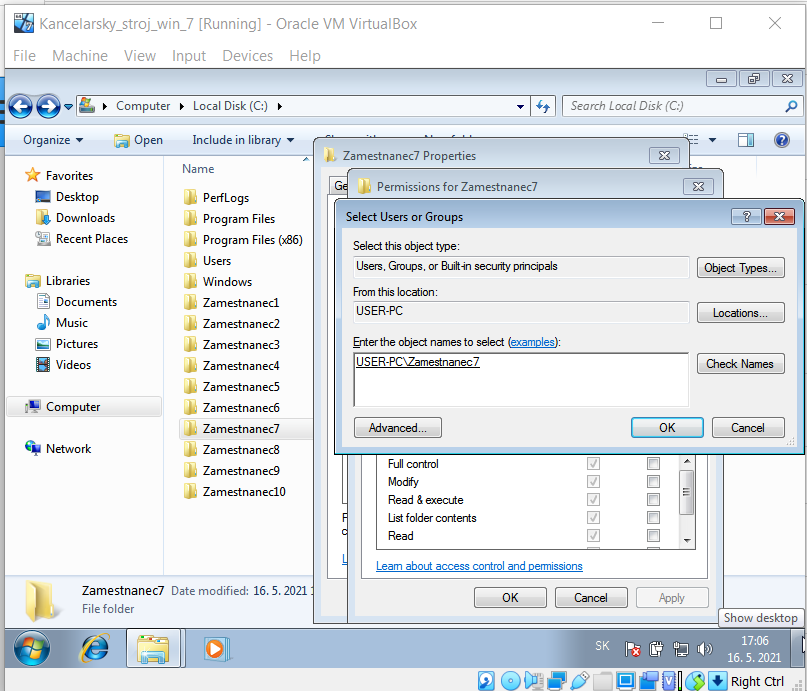 Kancelarsky_stroj_win_7 [Running] - Oracle VM VirtualBox
File Machine View Input Devices Help
Computer Local Disk (C:)
Search Local Disk (C:)
Organize Open Include in library
Name
Favorites
Desktop
Downloads
Recent Places
Libraries
Documents
Music
Pictures
Videos
Computer
Network
PerfLogs
Program Files
Program Files (x86)
Users
Windows
Zamestnanec1
Zamestnanec2
Zamestnanec3
Zamestnanec4
Zamestnanec5
Zamestnanec6
Zamestnanec7
Zamestnanec8
Zamestnanec9
Zamestnanec10
Zamestnanec7 Properties
Ge
Permissions for Zamestnanec7
Select Users or Groups
Select this object type:
Users, Groups, or Built-in security principals
Object Types...
From this location:
USER-PC
Locations...
Enter the object names to select (examples):
USER-PC\Zamestnanec7
Check Names
Advanced...
OK
Cancel
Full control
Modify
Read & execute
List folder contents
Read
Learn about access control and permissions
OK
Cancel
Apply
Zamestnanec7 Date modified: 16. 5. 2021
File folder
Show desktop
SK
17:06
16. 5. 2021
Right Ctrl